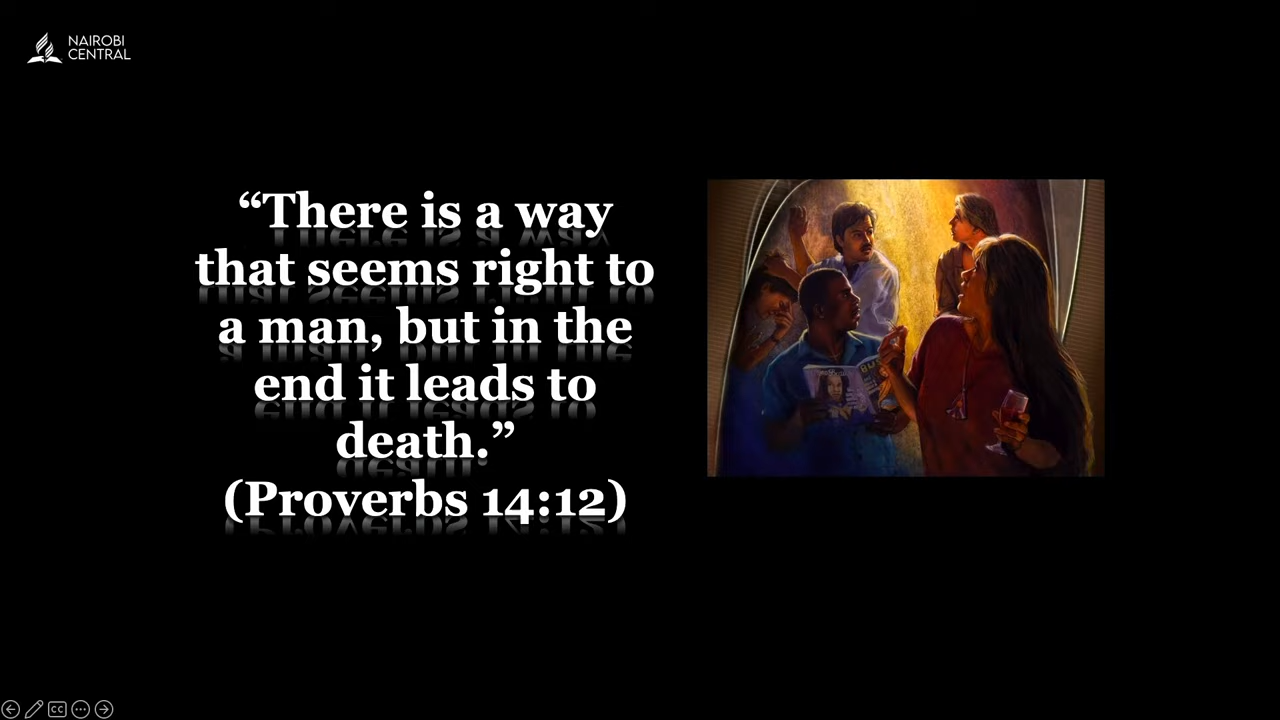 NAIROBI
CENTRAL
“There is a way
that seems right to
a man, but in the
end it leads to
death.”
(Proverbs 14:12)
CC